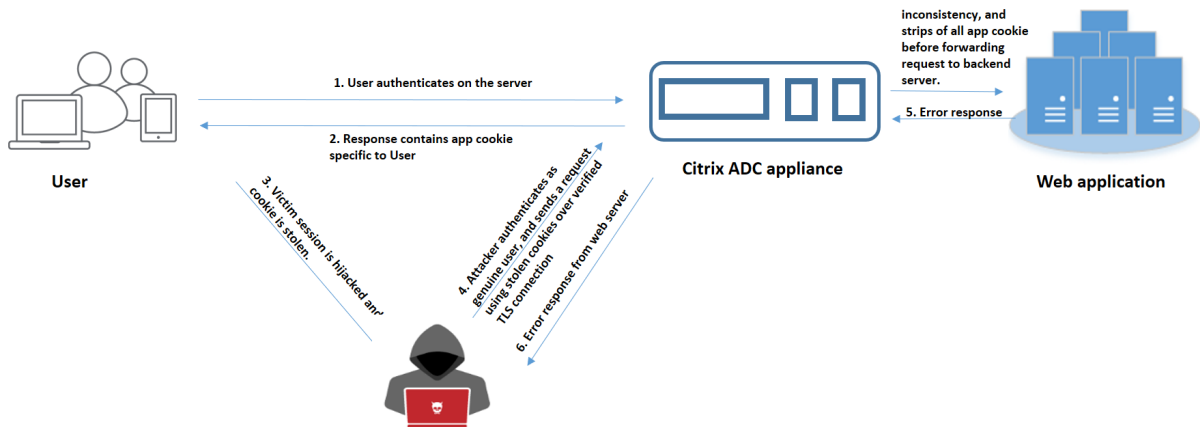 inconsistency, and
strips of all app cookie
before forwarding
request to backend
server.
1. User authenticates on the server
5. Error response
2. Response contains app cookie
specific to User
User
Citrix ADC appliance
Web application
3. Victim session is hijacked and
cookie is stolen.
4. Attacker authenticates as
genuine user, and sends a request
using stolen cookies over verified
TLS connection
6. Error response from web server